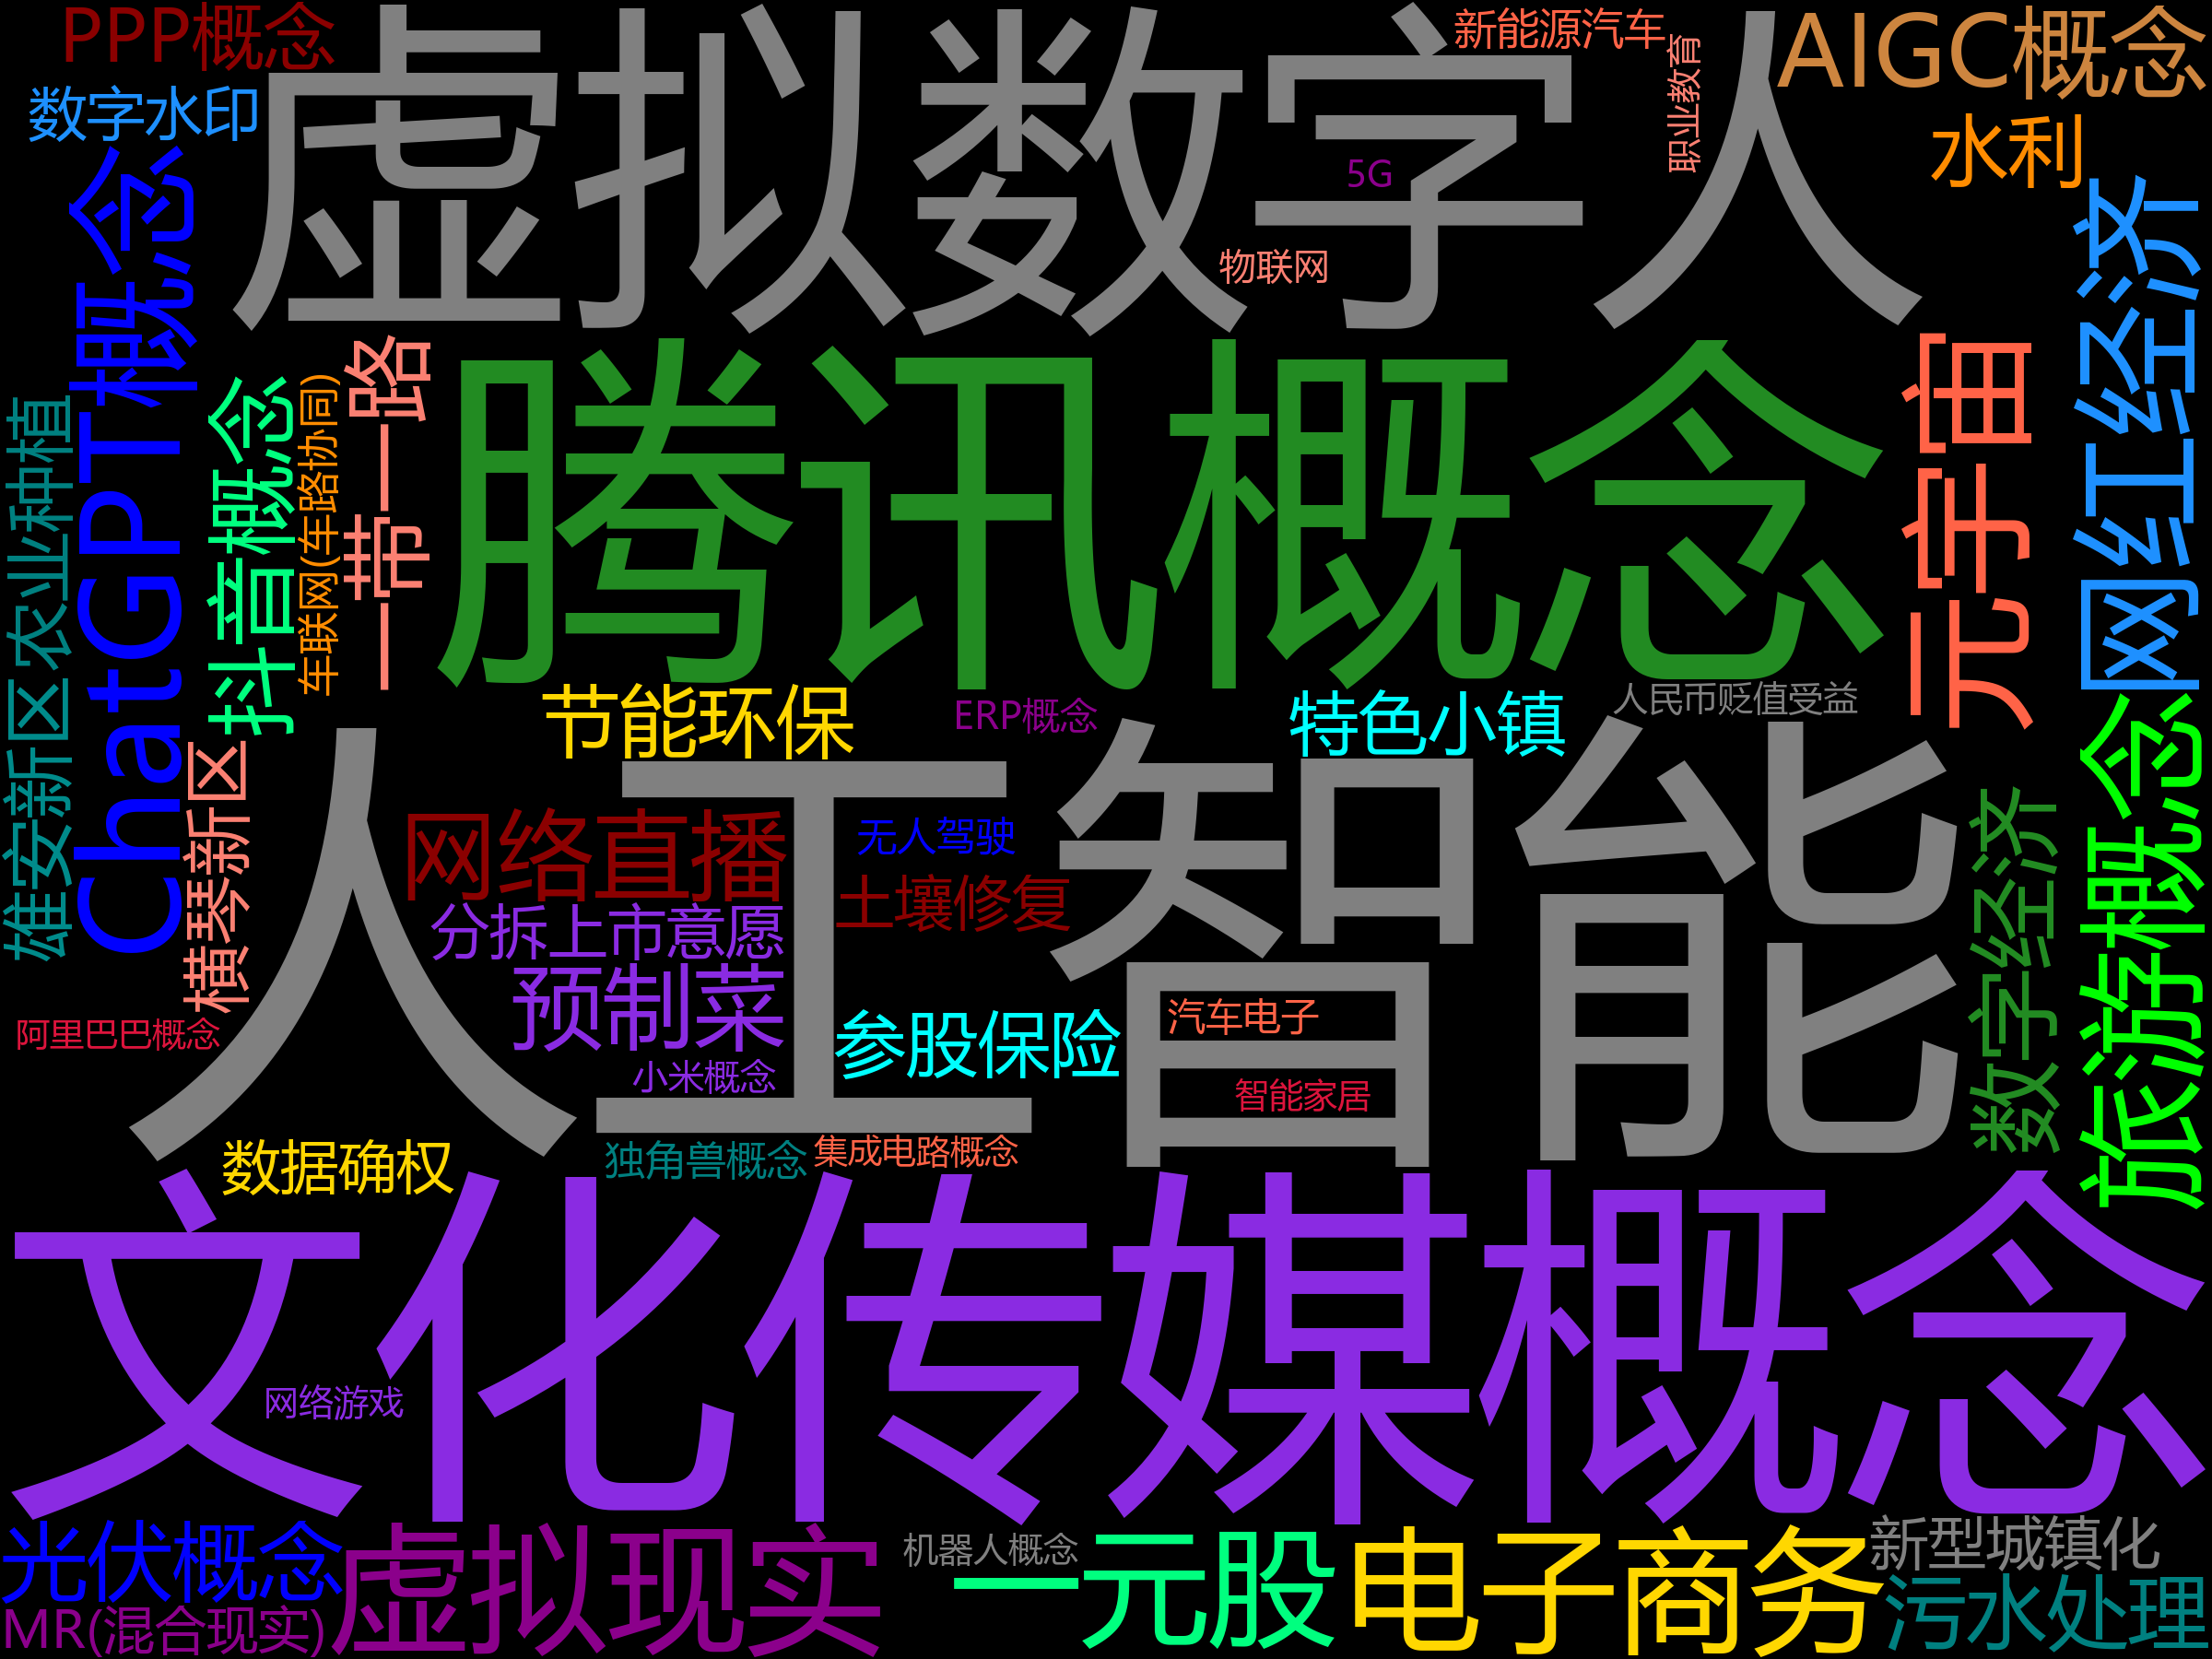 PPP概念
虚拟数字人
新能源汽车
职业教育
AIGC概念
数字水印
水利
5G
物联网
ChatGPT概念
网红经济
一带一路
车联网(车路协同)
抖音概念
腾讯概念
元宇宙
雄安新区
农业种植
节能环保
ERP概念
特色小镇
人民币贬值受益
横琴新区
人工智能
网络直播
无人驾驶
土壤修复
分拆上市意愿
预制菜
数字经济
旅游概念
汽车电子
参股保险
阿里巴巴概念
小米概念
智能家居
数据确权
独角兽概念
集成电路概念
文化传媒概念
网络游戏
光伏概念
虚拟现实
机器人概念
一元股
电子商务
新型城镇化
MR(混合现实)
污水处理